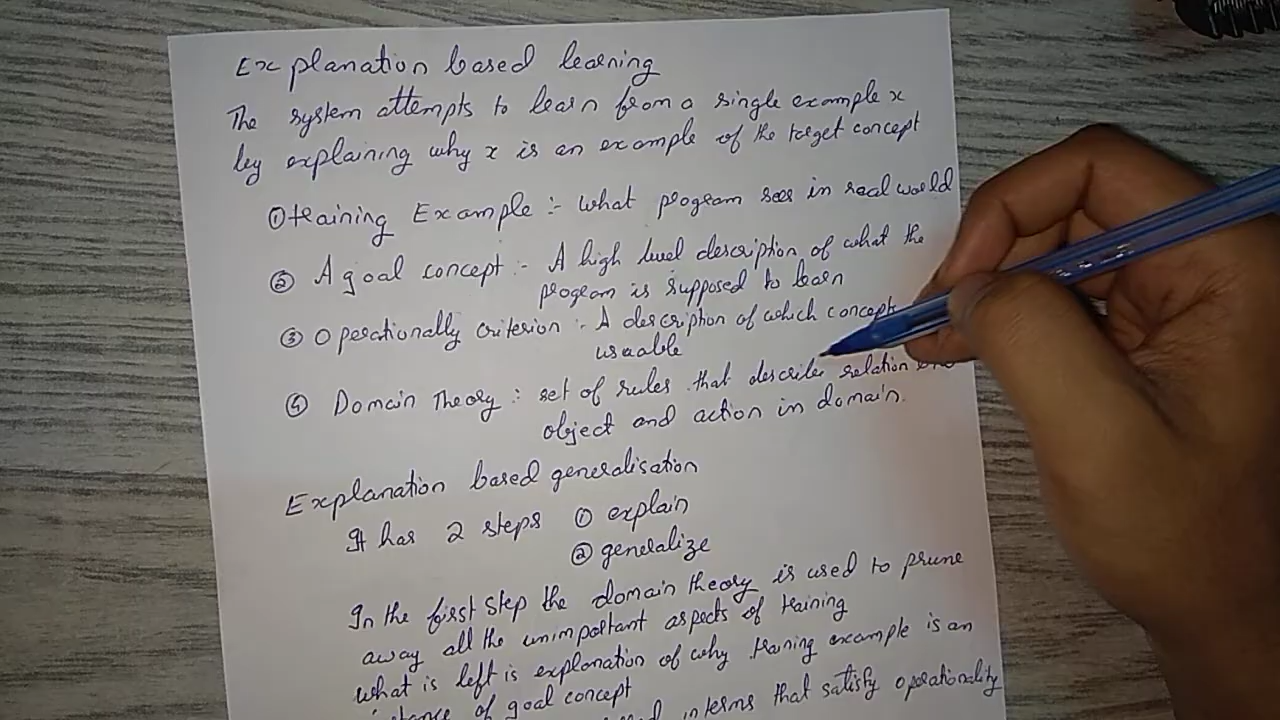 Explanation based learning
The system attempts to learn from a single example x
by explaining why x is an example of the target concept
① training Example :- what program sees in real world
② A goal concept :- A high level description of what the
program is supposed to learn
③ Operationally criterion :- A description of which concept
usuable
④ Domain Theory : set of rules that describe relation
object and action in domain.
Explanation based generalisation
It has 2 steps ① explain
② generalize
In the first step the domain theory is used to prune
away all the unimportant aspects of training
what is left is explanation of why training example is an
of goal concept
in terms that satisfy operationality